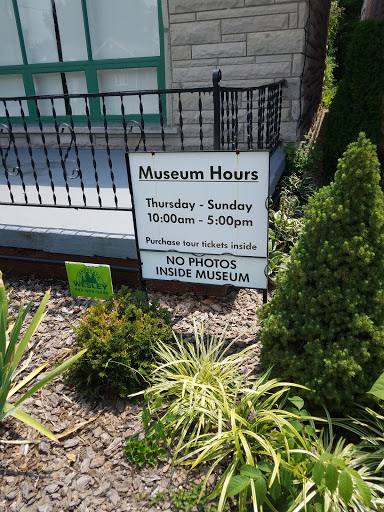 Museum Hours
Thursday - Sunday
10:00am - 5:00pm
Purchase tour tickets inside
NO PHOTOS
INSIDE MUSEUM
WESLEY